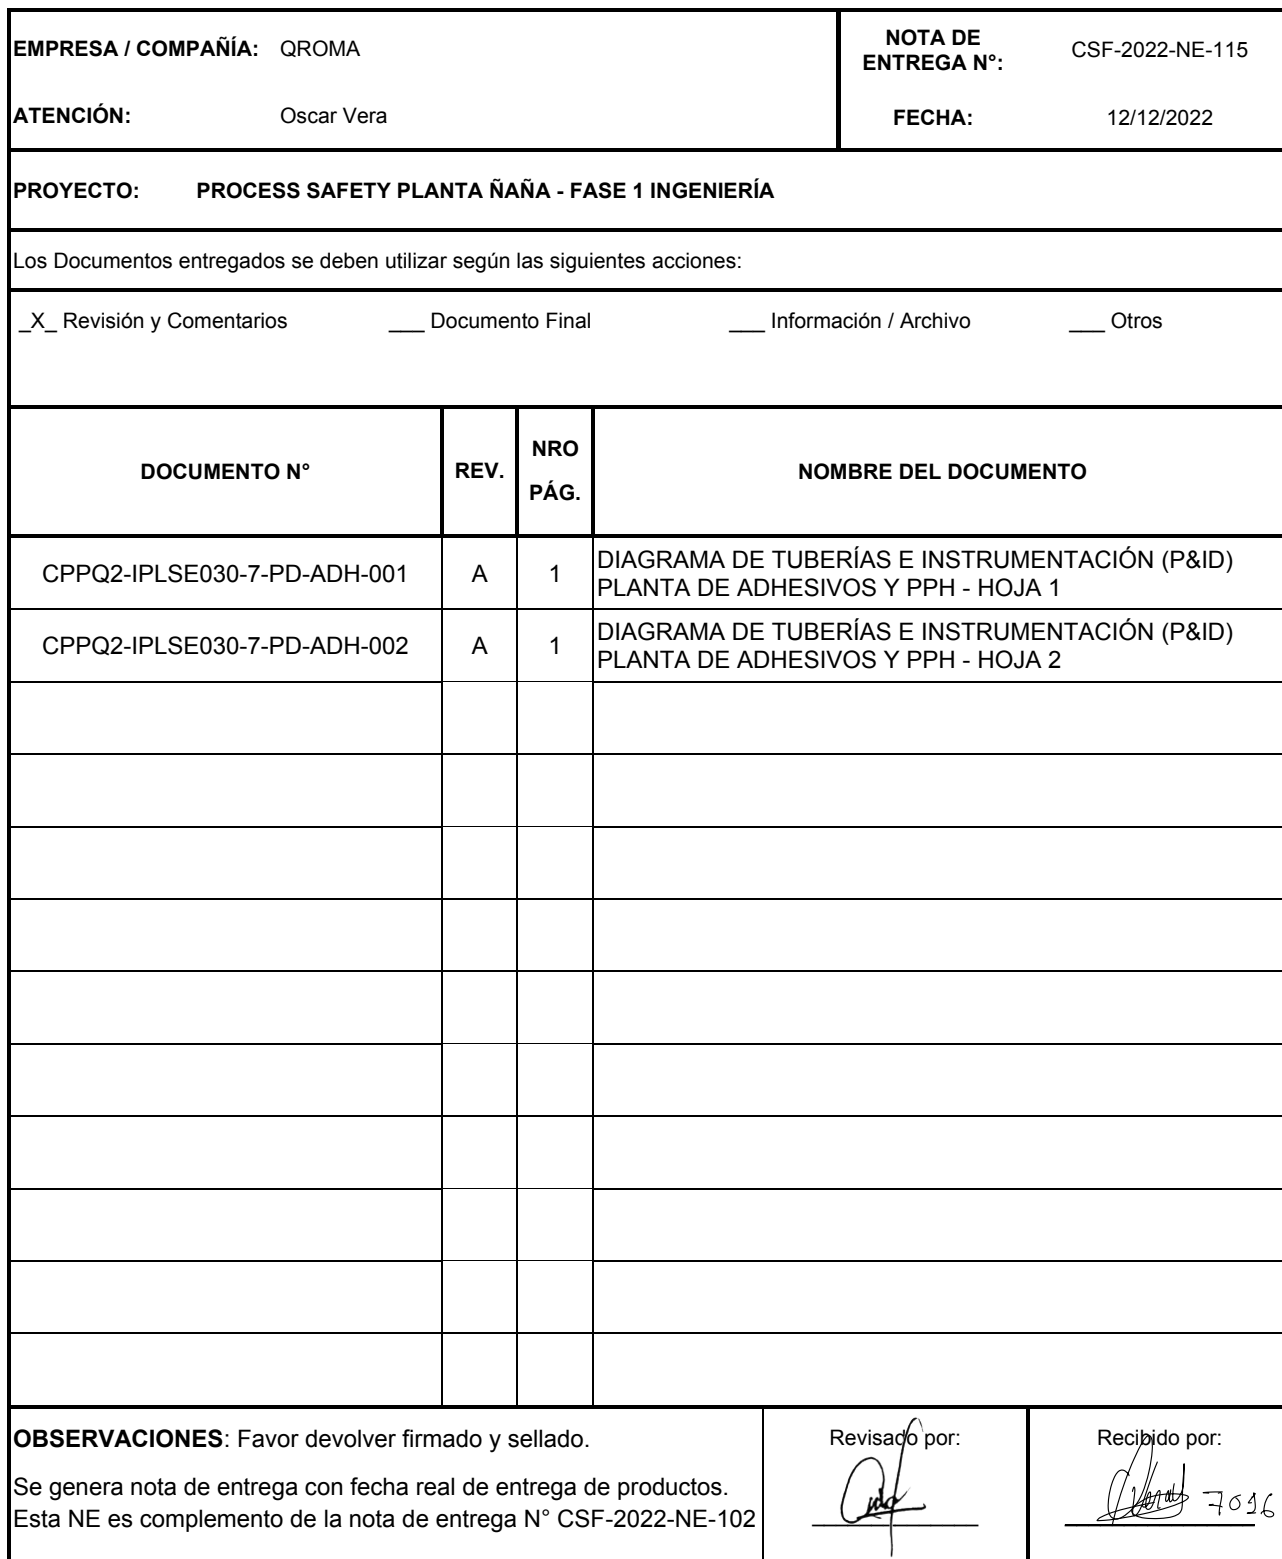 EMPRESA / COMPAÑÍA: QROMA
NOTA DE
ENTREGA N°: CSF-2022-NE-115
ATENCIÓN: Oscar Vera
FECHA: 12/12/2022
PROYECTO: PROCESS SAFETY PLANTA ÑAÑA - FASE 1 INGENIERÍA
Los Documentos entregados se deben utilizar según las siguientes acciones:
_X_ Revisión y Comentarios ___ Documento Final ___ Información / Archivo ___ Otros
DOCUMENTO N° REV. NRO PÁG. NOMBRE DEL DOCUMENTO
CPPQ2-IPLSE030-7-PD-ADH-001 A 1 DIAGRAMA DE TUBERÍAS E INSTRUMENTACIÓN (P&ID)
PLANTA DE ADHESIVOS Y PPH - HOJA 1
CPPQ2-IPLSE030-7-PD-ADH-002 A 1 DIAGRAMA DE TUBERÍAS E INSTRUMENTACIÓN (P&ID)
PLANTA DE ADHESIVOS Y PPH - HOJA 2
OBSERVACIONES: Favor devolver firmado y sellado.
Se genera nota de entrega con fecha real de entrega de productos.
Esta NE es complemento de la nota de entrega N° CSF-2022-NE-102
Revisado por:
Recibido por: